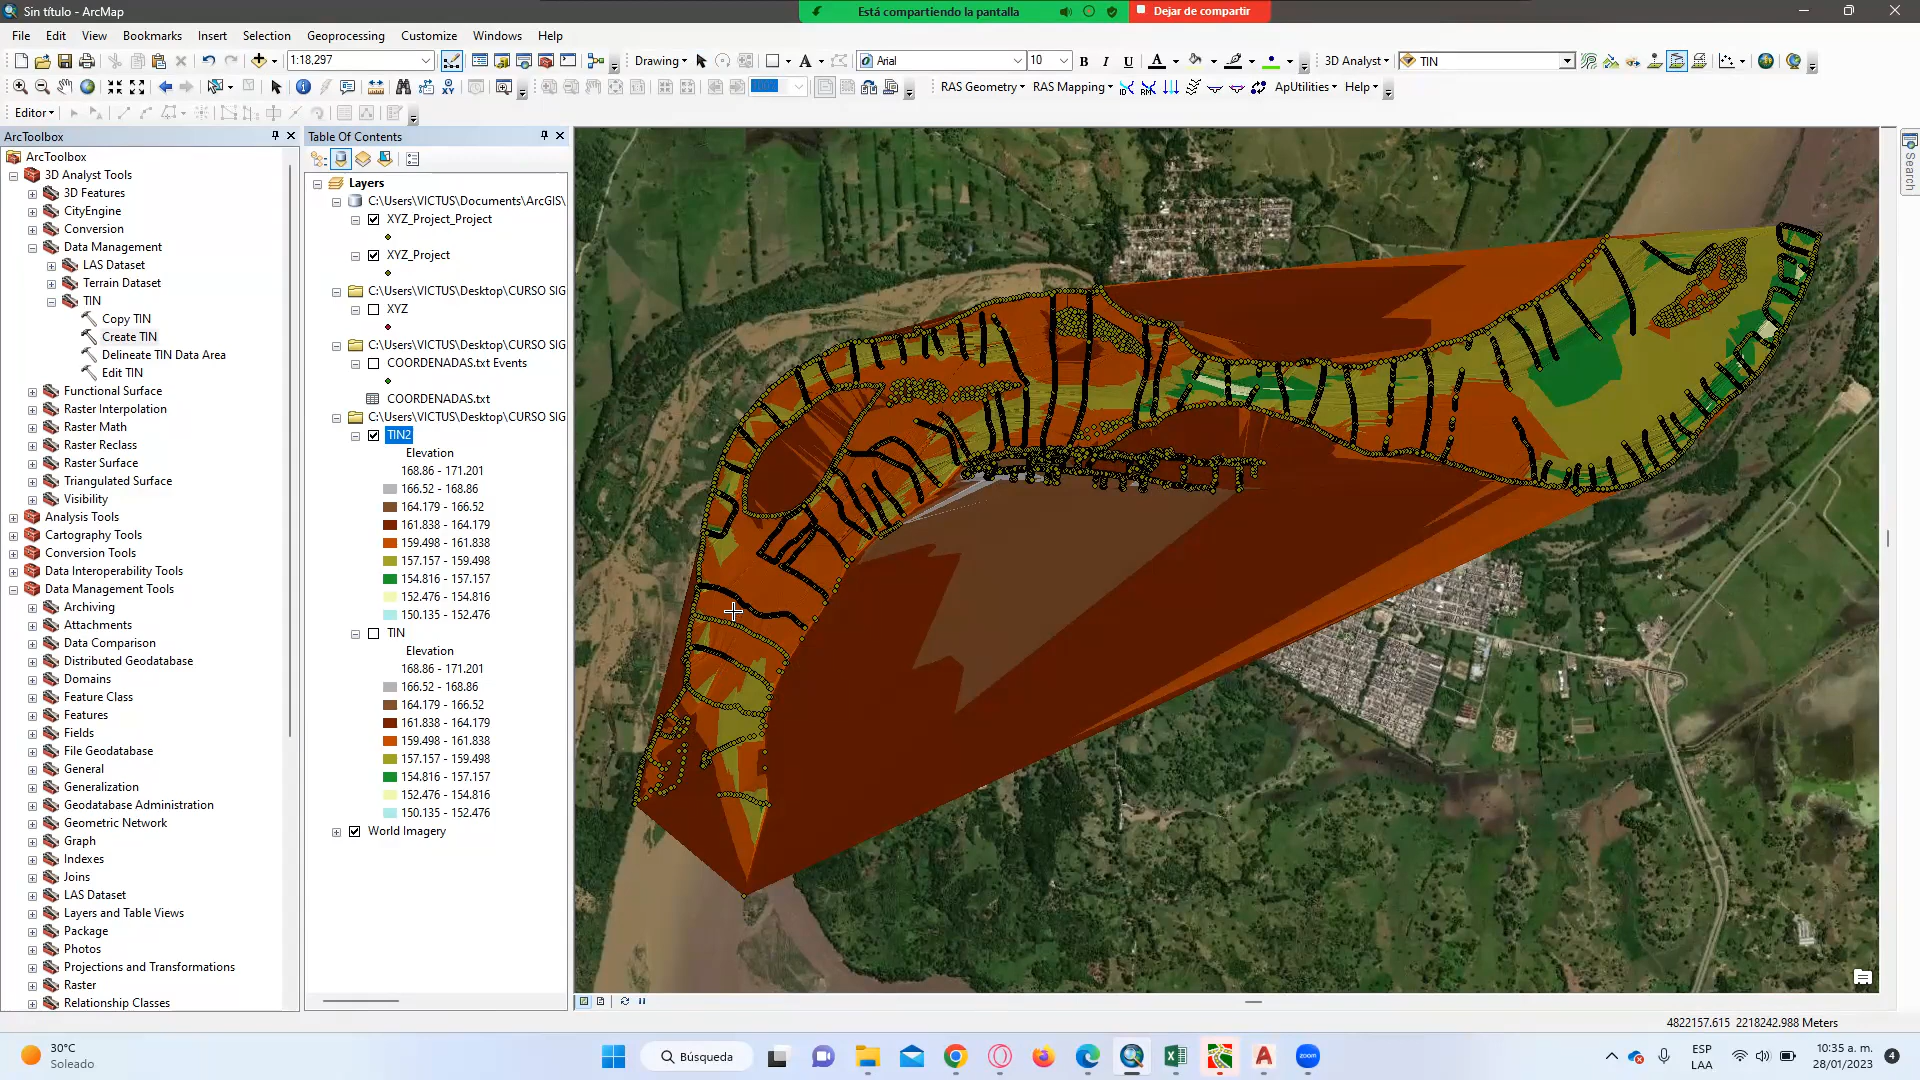 Sin título - ArcMap
Está compartiendo la pantalla
Dejar de compartir
File Edit View Bookmarks Insert Selection Geoprocessing Customize Windows Help
1:18,297
Drawing
Arial
10
B I U A
3D Analyst
TIN
RAS Geometry RAS Mapping
ApUtilities Help
Editor
ArcToolbox
Table Of Contents
Search
ArcToolbox
3D Analyst Tools
3D Features
CityEngine
Conversion
Data Management
LAS Dataset
Terrain Dataset
TIN
Copy TIN
Create TIN
Delineate TIN Data Area
Edit TIN
Functional Surface
Raster Interpolation
Raster Math
Raster Reclass
Raster Surface
Triangulated Surface
Visibility
Analysis Tools
Cartography Tools
Conversion Tools
Data Interoperability Tools
Data Management Tools
Archiving
Attachments
Data Comparison
Distributed Geodatabase
Domains
Feature Class
Features
Fields
File Geodatabase
General
Generalization
Geodatabase Administration
Geometric Network
Graph
Indexes
Joins
LAS Dataset
Layers and Table Views
Package
Photos
Projections and Transformations
Raster
Relationship Classes
Layers
C:\Users\VICTUS\Documents\ArcGIS\
XYZ_Project_Project
XYZ_Project
C:\Users\VICTUS\Desktop\CURSO SIG
XYZ
C:\Users\VICTUS\Desktop\CURSO SIG
COORDENADAS.txt Events
COORDENADAS.txt
C:\Users\VICTUS\Desktop\CURSO SIG
TIN2
Elevation
168.86 - 171.201
166.52 - 168.86
164.179 - 166.52
161.838 - 164.179
159.498 - 161.838
157.157 - 159.498
154.816 - 157.157
152.476 - 154.816
150.135 - 152.476
TIN
Elevation
168.86 - 171.201
166.52 - 168.86
164.179 - 166.52
161.838 - 164.179
159.498 - 161.838
157.157 - 159.498
154.816 - 157.157
152.476 - 154.816
150.135 - 152.476
World Imagery
4822157.615 2218242.988 Meters
30°C
Soleado
Búsqueda
zoom
ESP
LAA
10:35 a. m.
28/01/2023
4